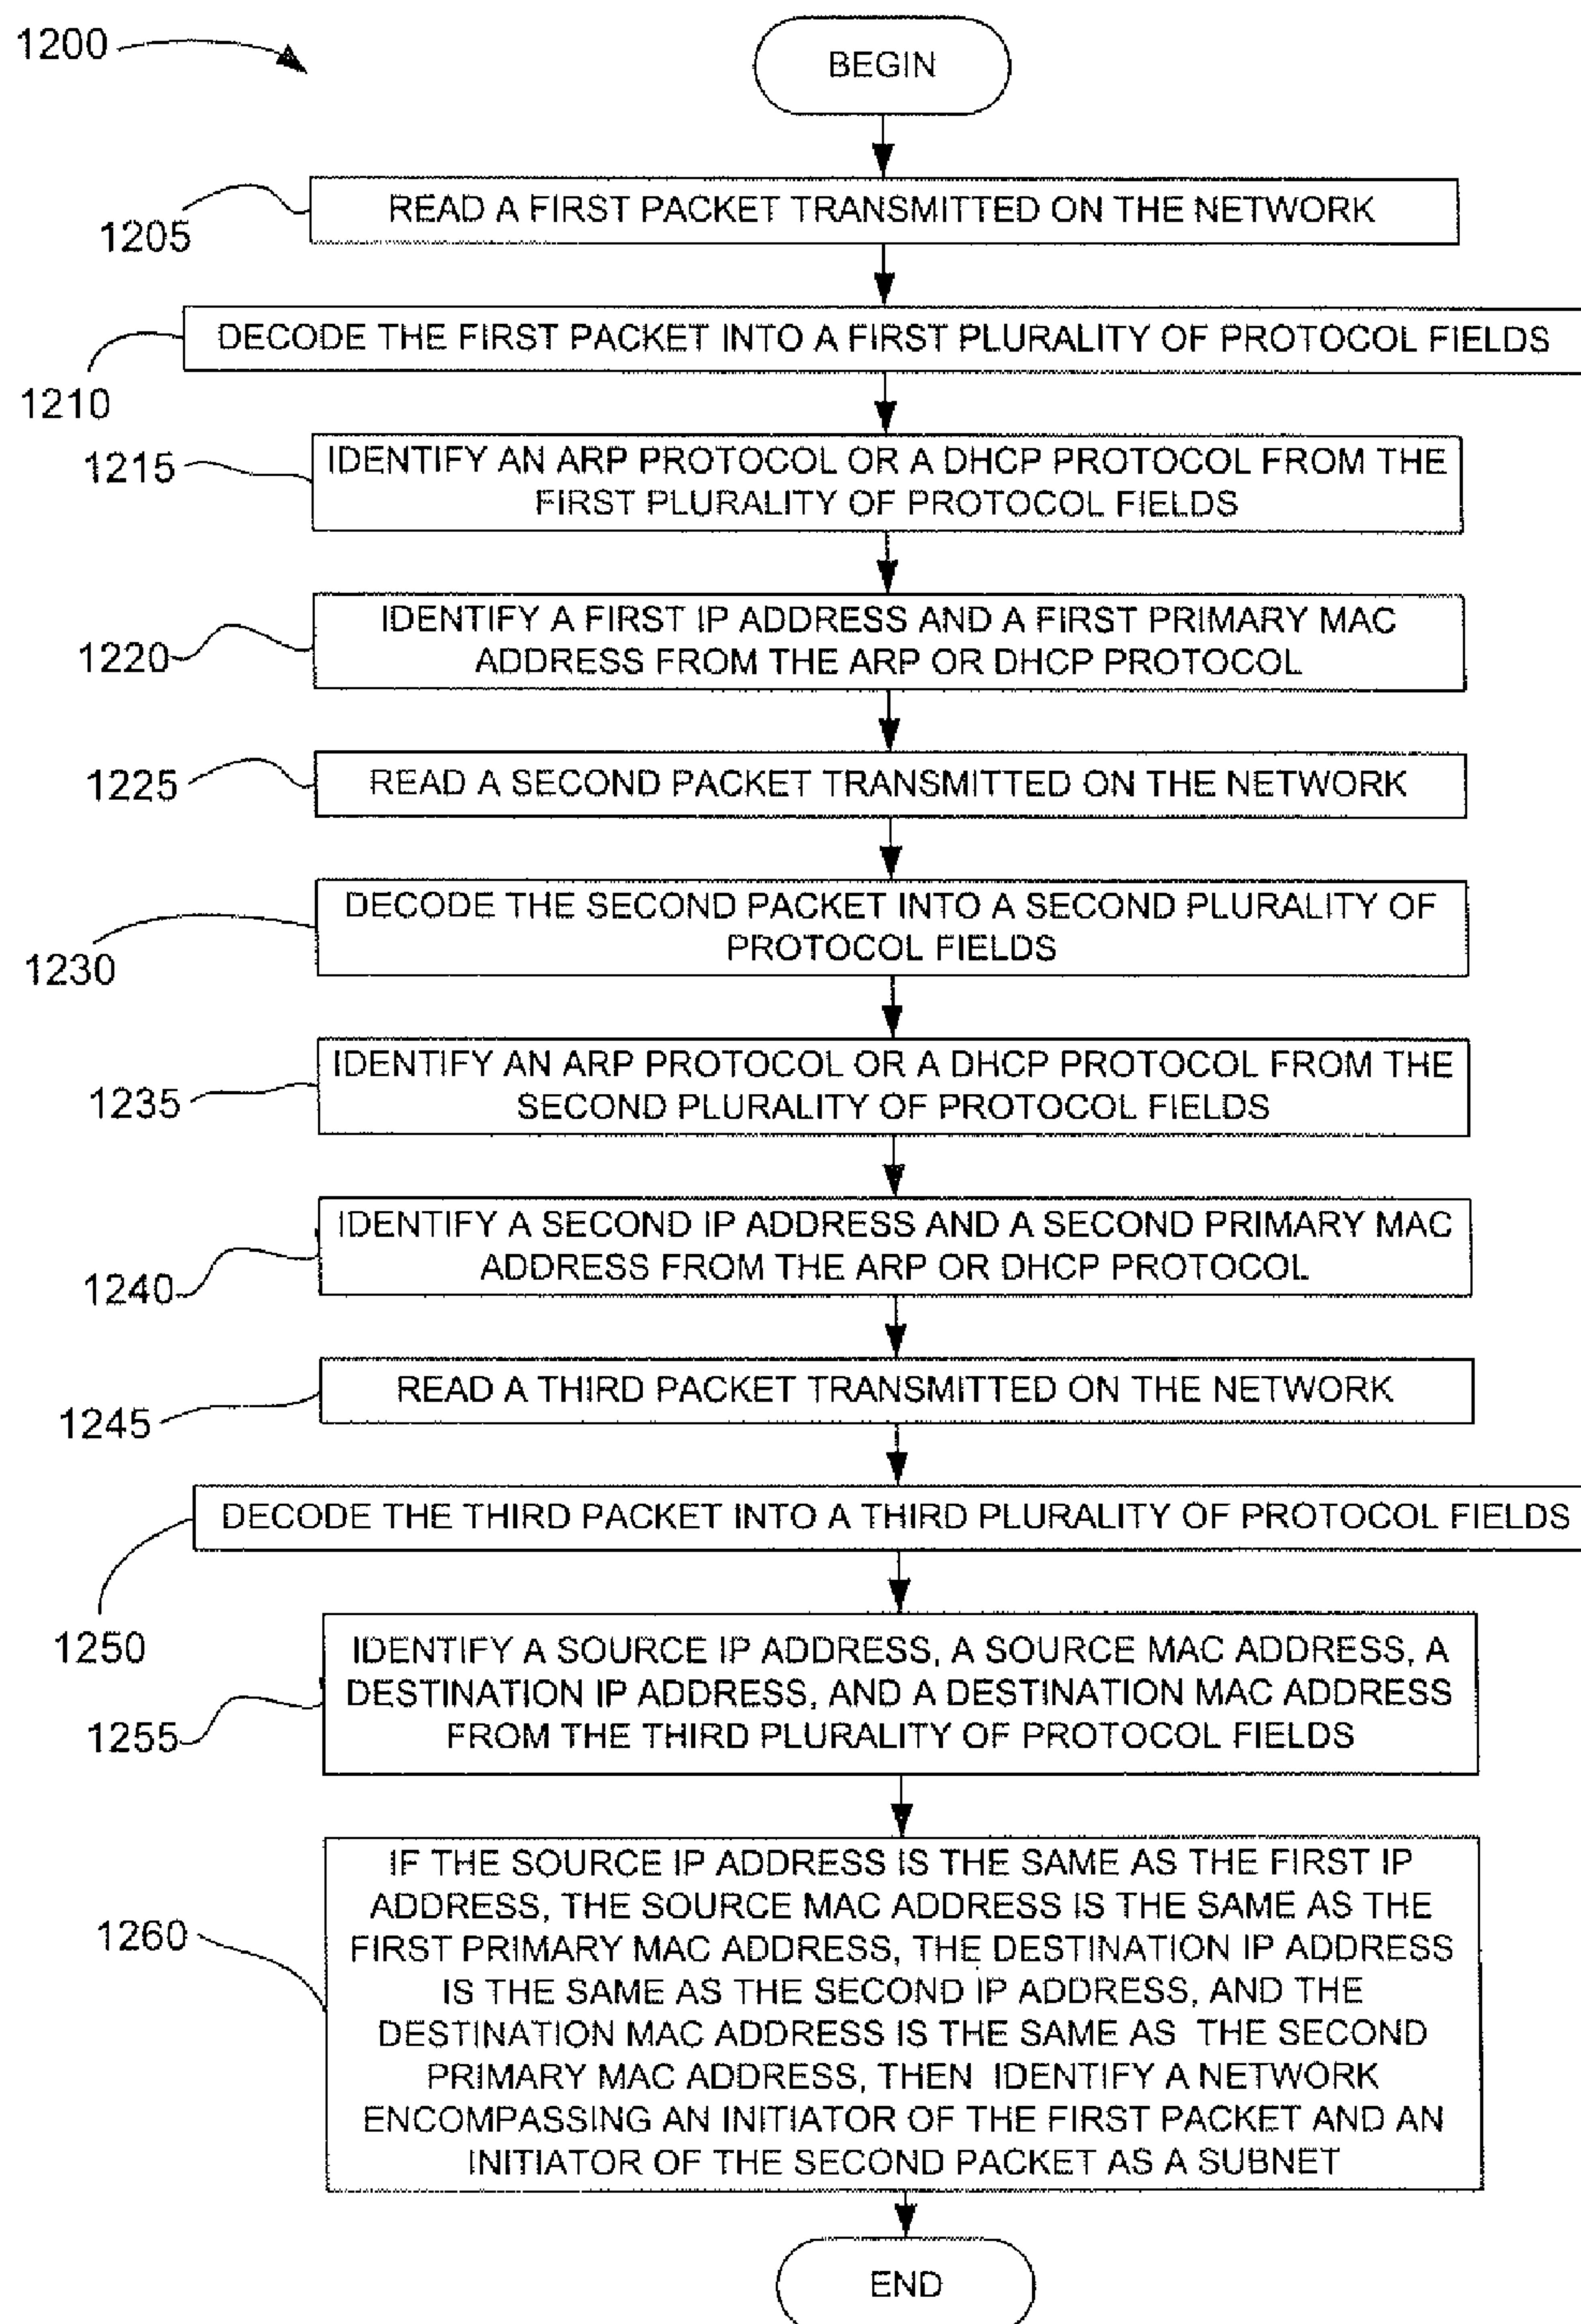 1200
BEGIN
READ A FIRST PACKET TRANSMITTED ON THE NETWORK
1205
DECODE THE FIRST PACKET INTO A FIRST PLURALITY OF PROTOCOL FIELDS
1210
IDENTIFY AN ARP PROTOCOL OR A DHCP PROTOCOL FROM THE
FIRST PLURALITY OF PROTOCOL FIELDS
1215
IDENTIFY A FIRST IP ADDRESS AND A FIRST PRIMARY MAC
ADDRESS FROM THE ARP OR DHCP PROTOCOL
1220
READ A SECOND PACKET TRANSMITTED ON THE NETWORK
1225
DECODE THE SECOND PACKET INTO A SECOND PLURALITY OF
PROTOCOL FIELDS
1230
IDENTIFY AN ARP PROTOCOL OR A DHCP PROTOCOL FROM THE
SECOND PLURALITY OF PROTOCOL FIELDS
1235
IDENTIFY A SECOND IP ADDRESS AND A SECOND PRIMARY MAC
ADDRESS FROM THE ARP OR DHCP PROTOCOL
1240
READ A THIRD PACKET TRANSMITTED ON THE NETWORK
1245
DECODE THE THIRD PACKET INTO A THIRD PLURALITY OF PROTOCOL FIELDS
1250
IDENTIFY A SOURCE IP ADDRESS, A SOURCE MAC ADDRESS, A
DESTINATION IP ADDRESS, AND A DESTINATION MAC ADDRESS
FROM THE THIRD PLURALITY OF PROTOCOL FIELDS
1255
IF THE SOURCE IP ADDRESS IS THE SAME AS THE FIRST IP
ADDRESS, THE SOURCE MAC ADDRESS IS THE SAME AS THE
FIRST PRIMARY MAC ADDRESS, THE DESTINATION IP ADDRESS
IS THE SAME AS THE SECOND IP ADDRESS, AND THE
DESTINATION MAC ADDRESS IS THE SAME AS THE SECOND
PRIMARY MAC ADDRESS, THEN IDENTIFY A NETWORK
ENCOMPASSING AN INITIATOR OF THE FIRST PACKET AND AN
INITIATOR OF THE SECOND PACKET AS A SUBNET
1260
END